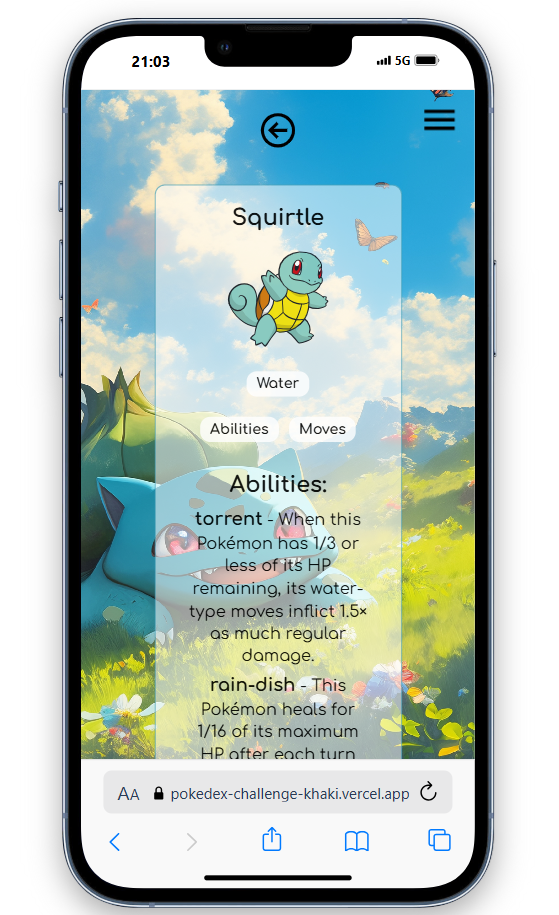 21:03
5G
Squirtle
Water
Abilities Moves
Abilities:
torrent - When this
Pokémon has 1/3 or
less of its HP
remaining, its water-
type moves inflict 1.5×
as much regular
damage.
rain-dish - This
Pokémon heals for
1/16 of its maximum
HP after each turn
AA pokedex-challenge-khaki.vercel.app